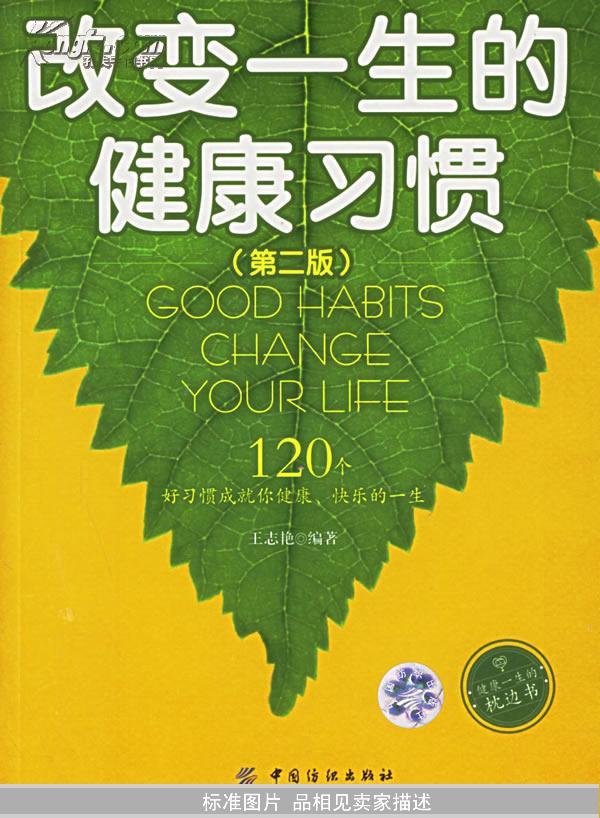 改变一生的
健康习惯
（第二版）
GOOD HABITS
CHANGE
YOUR LIFE
120个
好习惯成就你健康、快乐的一生
王志艳◎编著
健康一生的
枕边书
中国纺织出版社
标准图片 品相见卖家描述